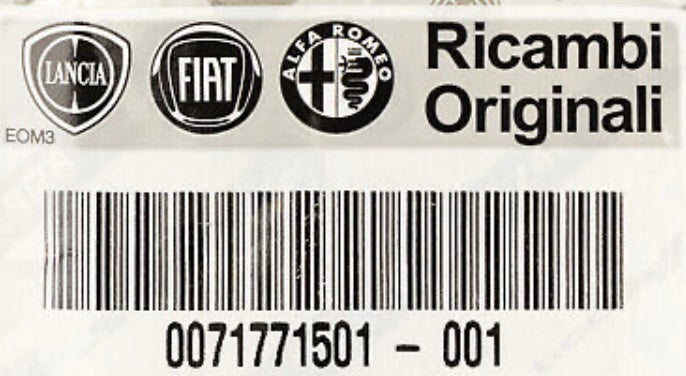 LANCIA
FIAT
ALFA ROMEO
Ricambi
Originali
EOM3
0071771501 - 001